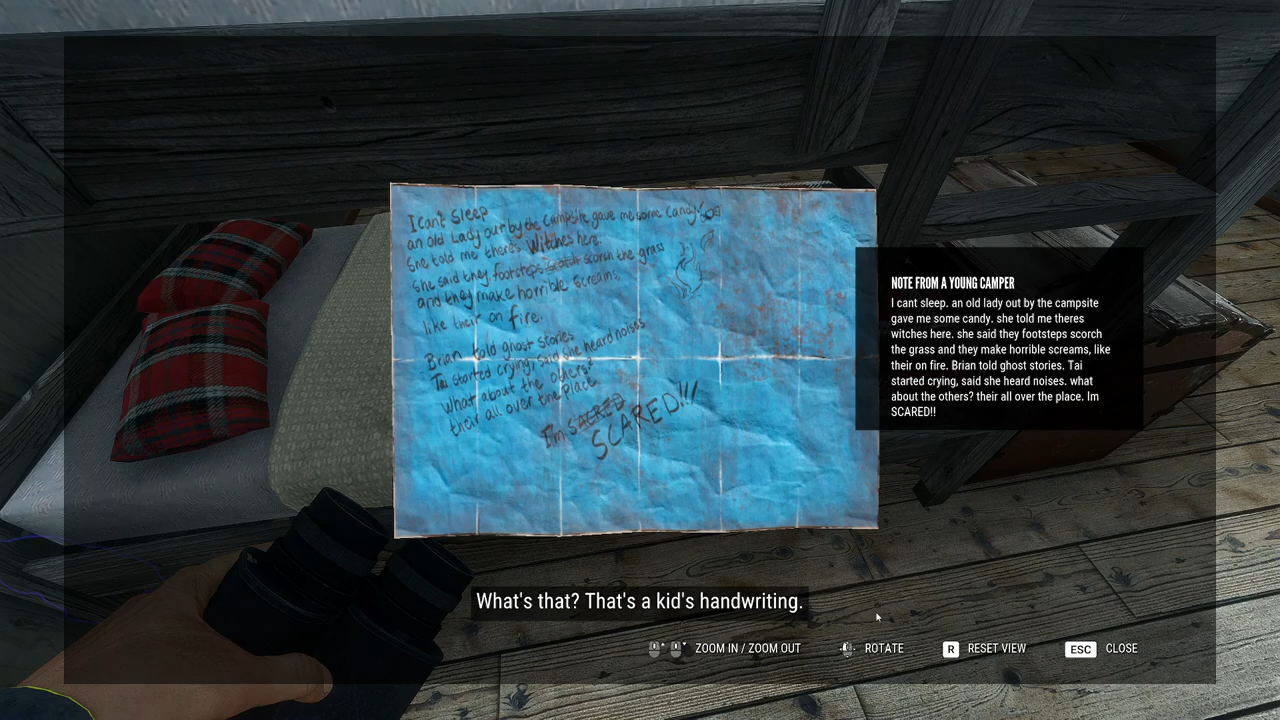 I Can't Sleep
an old Lady out by the campsite gave me some candy
She told me there's Witches here.
She said they footsteps scorch the grass
and they make horrible screams,
like their on fire.
Brian told ghost stories
Tai started crying, said she heard noises
what about the others?
their all over the place.
I'm SACRED
SCARED!!!
NOTE FROM A YOUNG CAMPER
I cant sleep. an old lady out by the campsite
gave me some candy. she told me theres
witches here. she said they footsteps scorch
the grass and they make horrible screams, like
their on fire. Brian told ghost stories. Tai
started crying, said she heard noises. what
about the others? their all over the place. Im
SCARED!!
What's that? That's a kid's handwriting.
ZOOM IN / ZOOM OUT
ROTATE
R RESET VIEW
ESC CLOSE